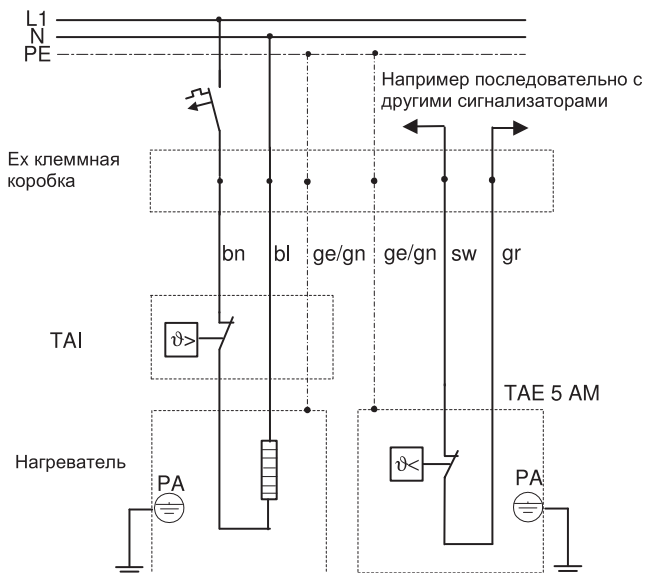 L1
N
PE
Например последовательно с
другими сигнализаторами
Ex клеммная
коробка
bn
bl
ge/gn
ge/gn
sw
gr
TAI
ϑ>
TAE 5 AM
Нагреватель
PA
ϑ<
PA